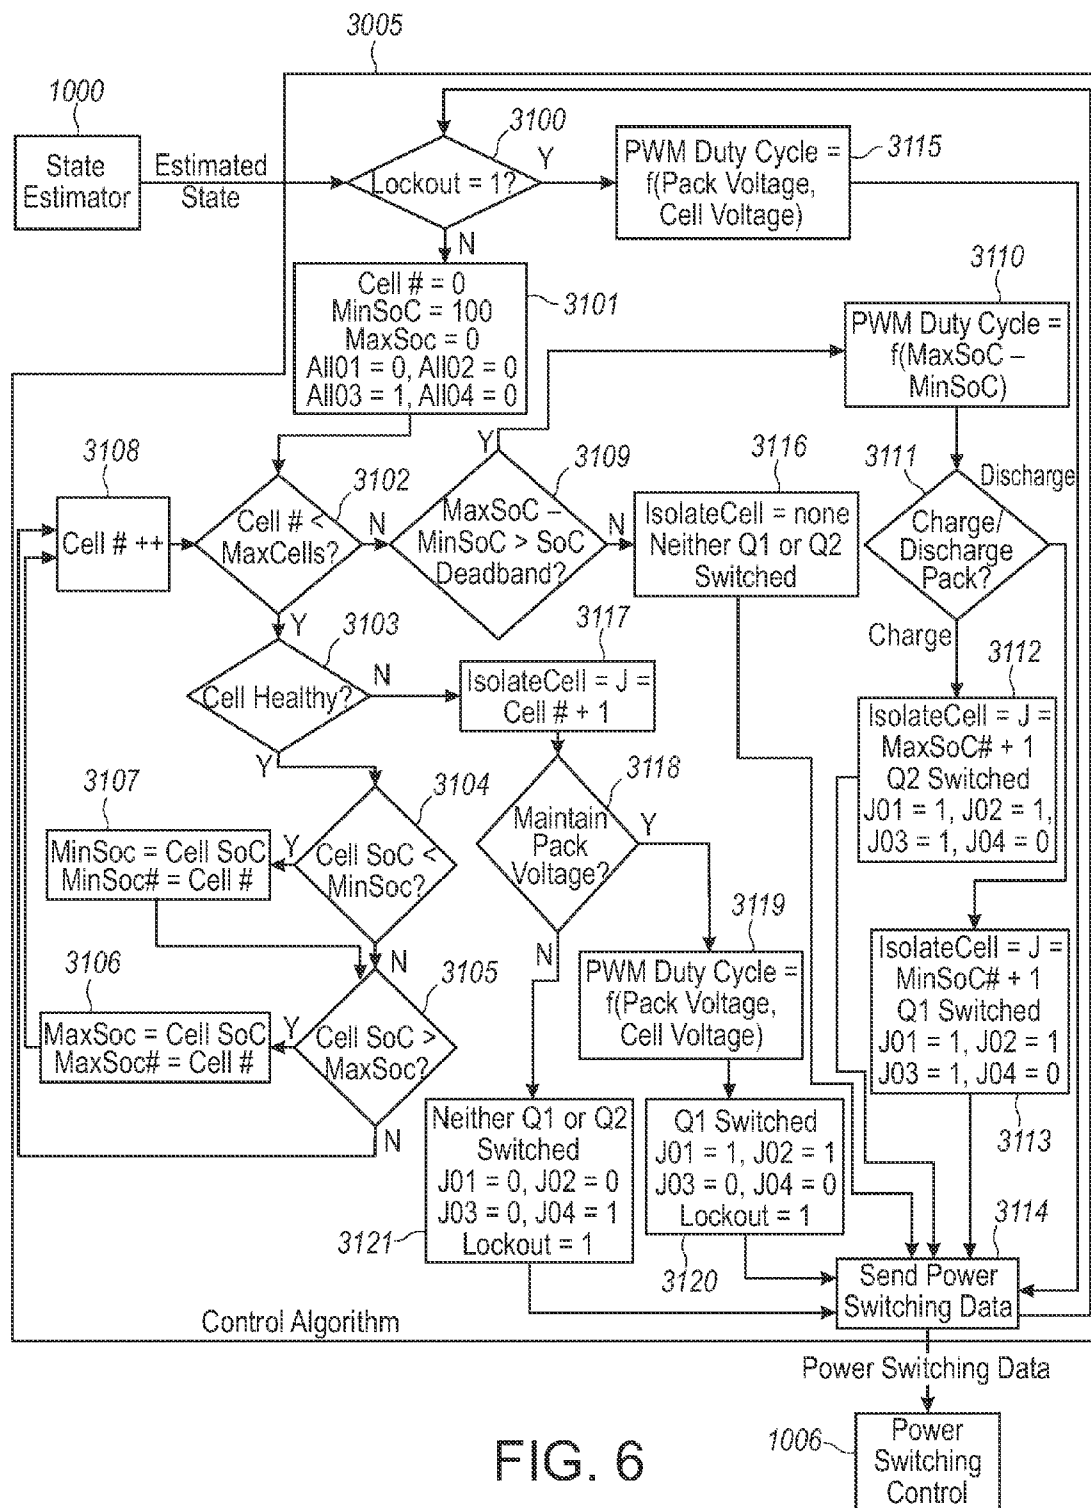 3005
1000
State
Estimator
Estimated
State
3100
Lockout = 1?
Y
N
PWM Duty Cycle =
f(Pack Voltage,
Cell Voltage)
3115
Cell # = 0
MinSoC = 100
MaxSoc = 0
All01 = 0, All02 = 0
All03 = 1, All04 = 0
3101
3110
PWM Duty Cycle =
f(MaxSoC –
MinSoC)
3108
Cell # ++
3102
Cell # <
MaxCells?
N
Y
Y
3109
MaxSoC –
MinSoC > SoC
Deadband?
N
3116
IsolateCell = none
Neither Q1 or Q2
Switched
3111
Discharge
Charge/
Discharge
Pack?
Charge
3103
Cell Healthy?
N
Y
3117
IsolateCell = J =
Cell # + 1
3112
IsolateCell = J =
MaxSoC# + 1
Q2 Switched
J01 = 1, J02 = 1,
J03 = 1, J04 = 0
3107
MinSoc = Cell SoC
MinSoc# = Cell #
Y
3104
Cell SoC <
MinSoc?
N
3118
Maintain
Pack
Voltage?
Y
N
3119
PWM Duty Cycle =
f(Pack Voltage,
Cell Voltage)
3106
MaxSoc = Cell SoC
MaxSoc# = Cell #
Y
3105
Cell SoC >
MaxSoc?
N
IsolateCell = J =
MinSoC# + 1
Q1 Switched
J01 = 1, J02 = 1
J03 = 1, J04 = 0
3113
Neither Q1 or Q2
Switched
J01 = 0, J02 = 0
J03 = 0, J04 = 1
Lockout = 1
3121
Q1 Switched
J01 = 1, J02 = 1
J03 = 0, J04 = 0
Lockout = 1
3120
3114
Send Power
Switching Data
Control Algorithm
Power Switching Data
1006
Power
Switching
Control
FIG. 6